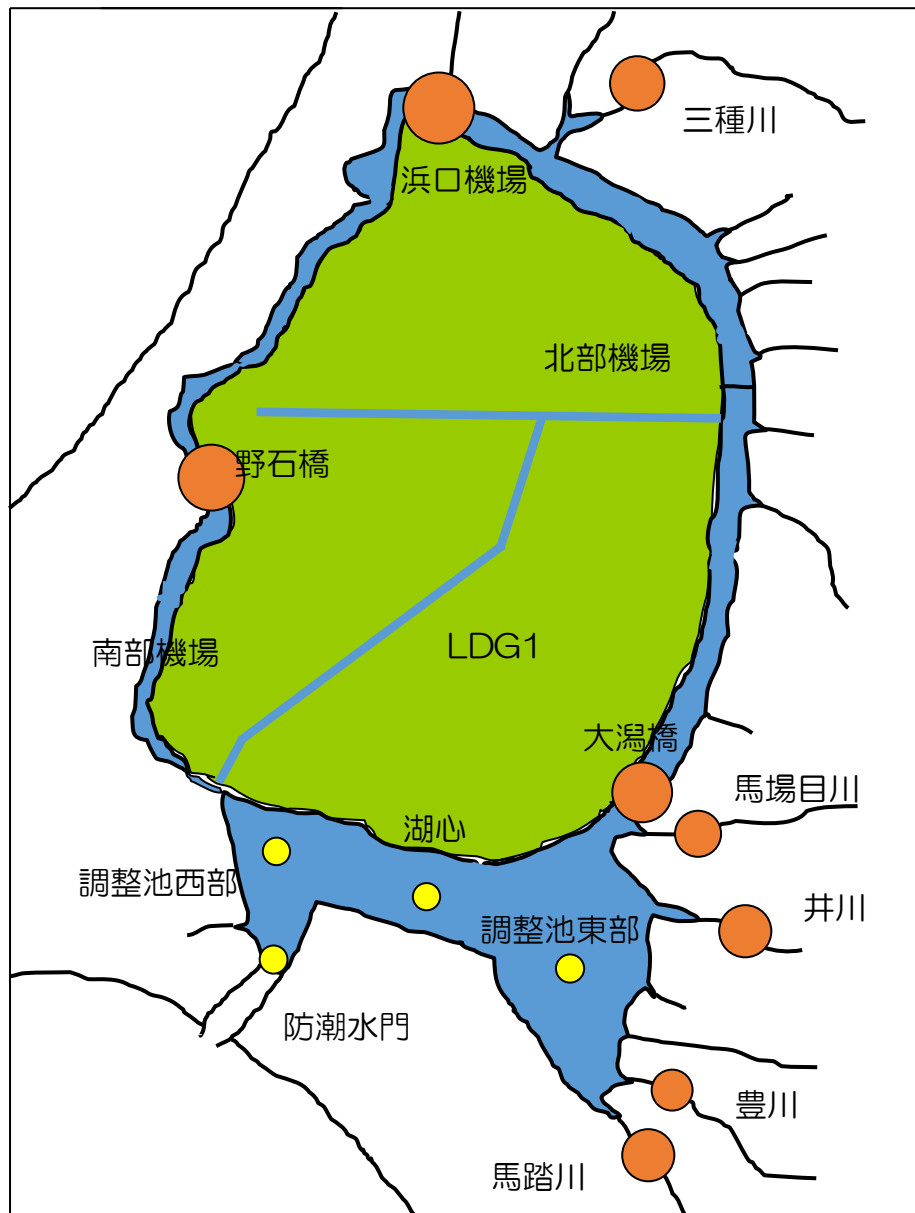 三種川
浜口機場
北部機場
野石橋
LDG1
南部機場
大潟橋
馬場目川
湖心
調整池西部
井川
調整池東部
防潮水門
豊川
馬踏川